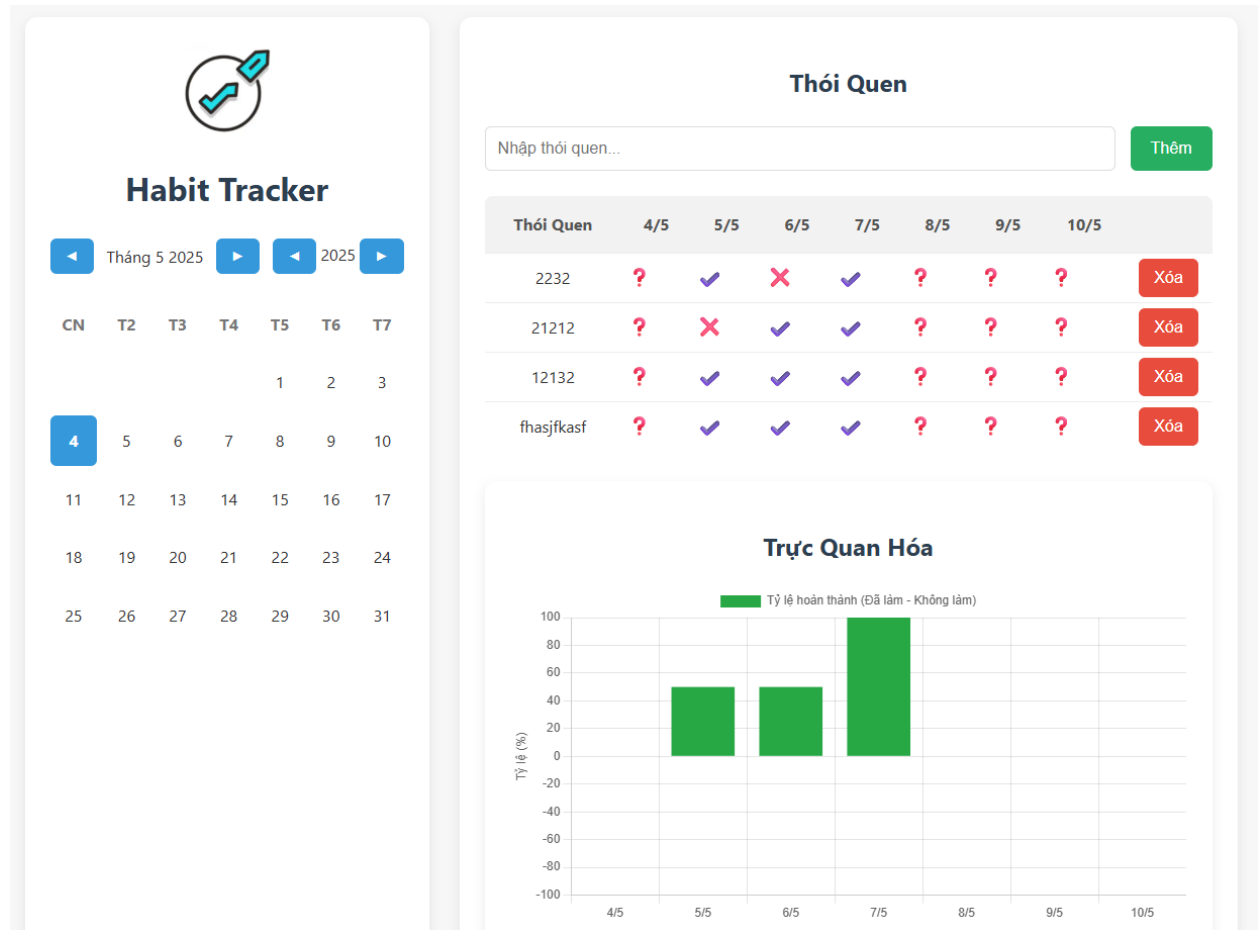 Habit Tracker
◄ Tháng 5 2025 ► ◄ 2025 ►
CN T2 T3 T4 T5 T6 T7
1 2 3
4 5 6 7 8 9 10
11 12 13 14 15 16 17
18 19 20 21 22 23 24
25 26 27 28 29 30 31
Thói Quen
Nhập thói quen... Thêm
Thói Quen 4/5 5/5 6/5 7/5 8/5 9/5 10/5
2232 ❓ ✔ ❌ ✔ ❓ ❓ ❓ Xóa
21212 ❓ ❌ ✔ ✔ ❓ ❓ ❓ Xóa
12132 ❓ ✔ ✔ ✔ ❓ ❓ ❓ Xóa
fhasjfkasf ❓ ✔ ✔ ✔ ❓ ❓ ❓ Xóa
Trực Quan Hóa
Tỷ lệ hoàn thành (Đã làm - Không làm)
Tỷ lệ (%)
100
80
60
40
20
0
-20
-40
-60
-80
-100
4/5 5/5 6/5 7/5 8/5 9/5 10/5